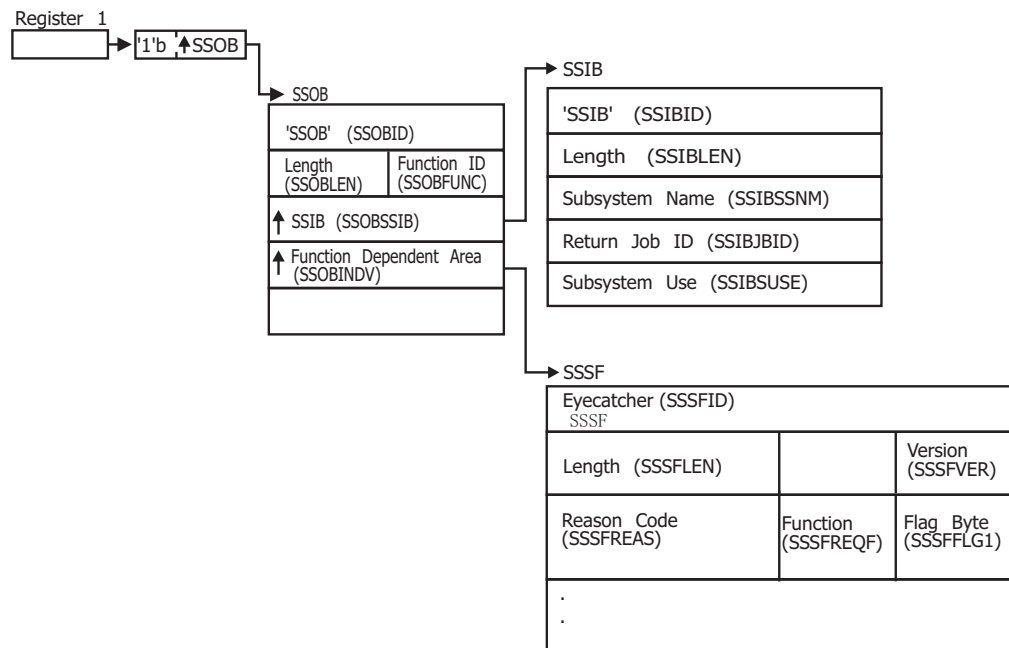 Register 1
'1'b SSOB
SSOB
'SSOB' (SSOBID)
Length
(SSOBLEN)
Function ID
(SSOBFUNC)
SSIB (SSOBSSIB)
Function Dependent Area
(SSOBINDV)
SSIB
'SSIB' (SSIBID)
Length (SSIBLEN)
Subsystem Name (SSIBSSNM)
Return Job ID (SSIBJBID)
Subsystem Use (SSIBSUSE)
SSSF
Eyecatcher (SSSFID)
SSSF
Length (SSSFLEN)
Version
(SSSFVER)
Reason Code
(SSSFREAS)
Function
(SSSFREQF)
Flag Byte
(SSSFFLG1)
.
.